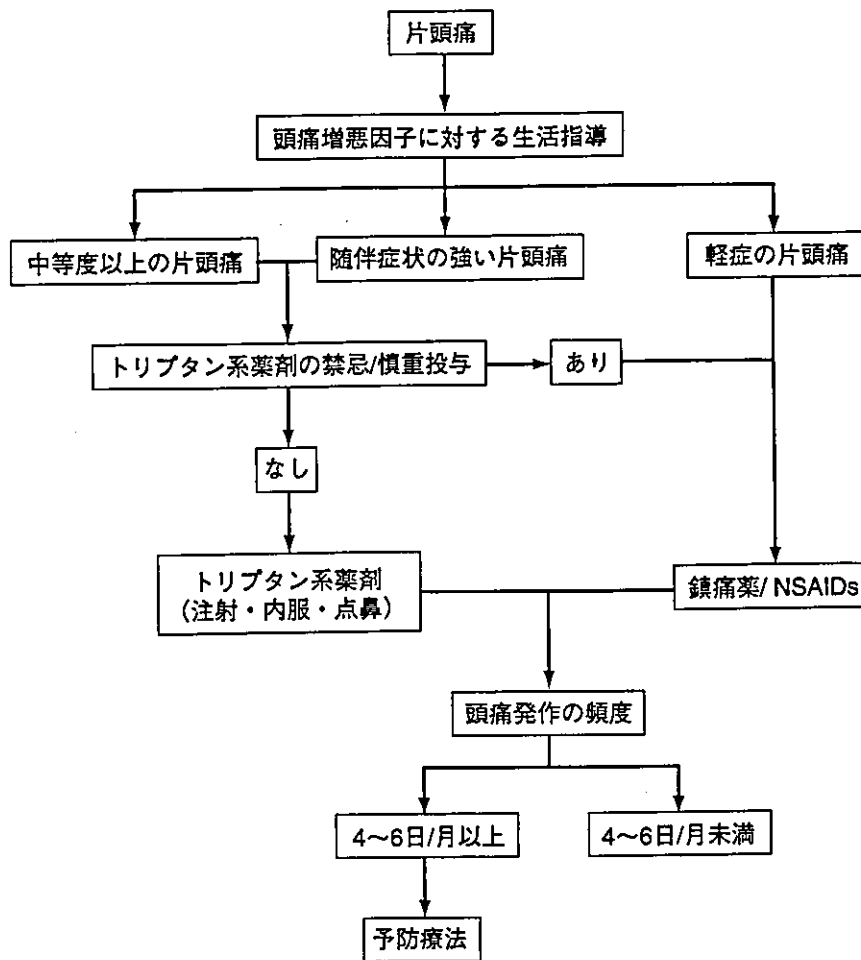 片頭痛
頭痛増悪因子に対する生活指導
中等度以上の片頭痛
随伴症状の強い片頭痛
軽症の片頭痛
トリプタン系薬剤の禁忌/慎重投与
あり
なし
トリプタン系薬剤
(注射・内服・点鼻)
鎮痛薬/ NSAIDs
頭痛発作の頻度
4〜6日/月以上
4〜6日/月未満
予防療法